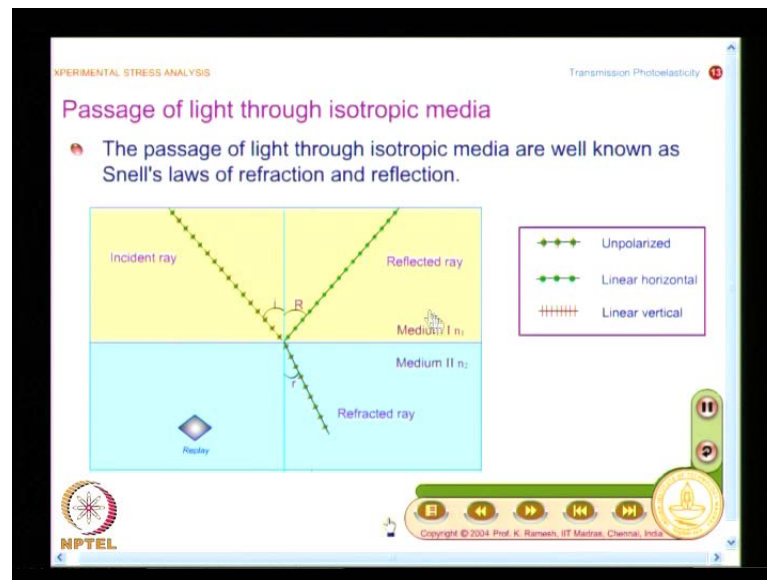 XPERIMENTAL STRESS ANALYSIS
Transmission Photoelasticity 13
Passage of light through isotropic media
The passage of light through isotropic media are well known as
Snell's laws of refraction and reflection.
Incident ray
Reflected ray
i
R
Medium I n₁
Medium II n₂
r
Refracted ray
Replay
Unpolarized
Linear horizontal
Linear vertical
NPTEL
Copyright © 2004 Prof. K. Ramesh, IIT Madras, Chennai, India